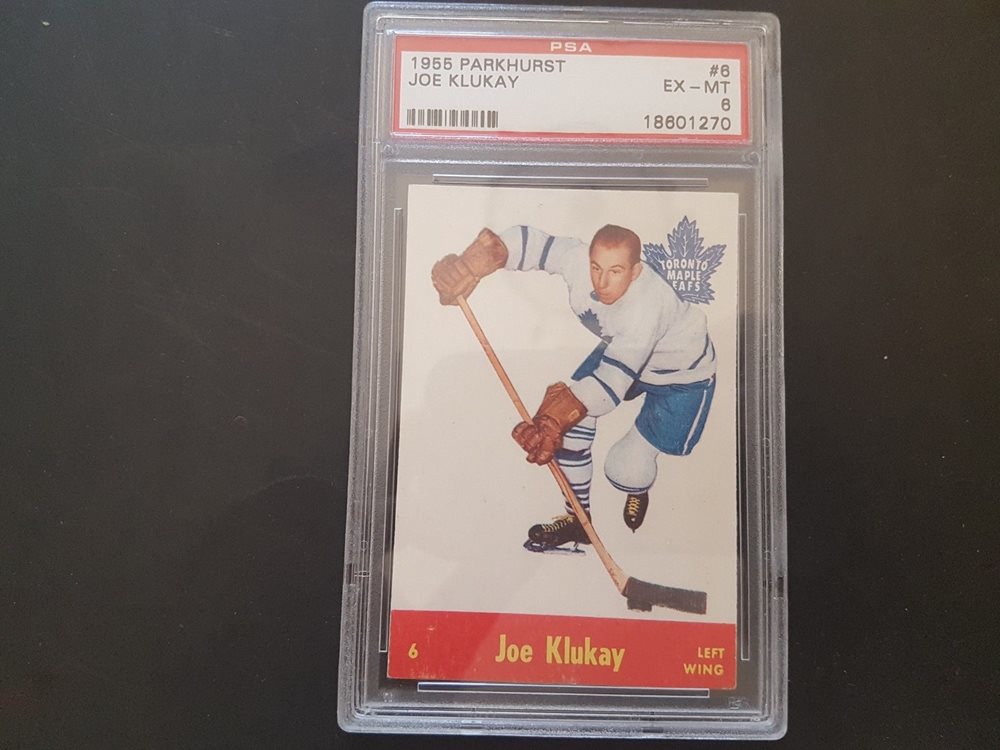 PSA
1955 PARKHURST #6
JOE KLUKAY EX - MT
6
18601270
TORONTO
MAPLE
LEAFS
6 Joe Klukay LEFT
WING